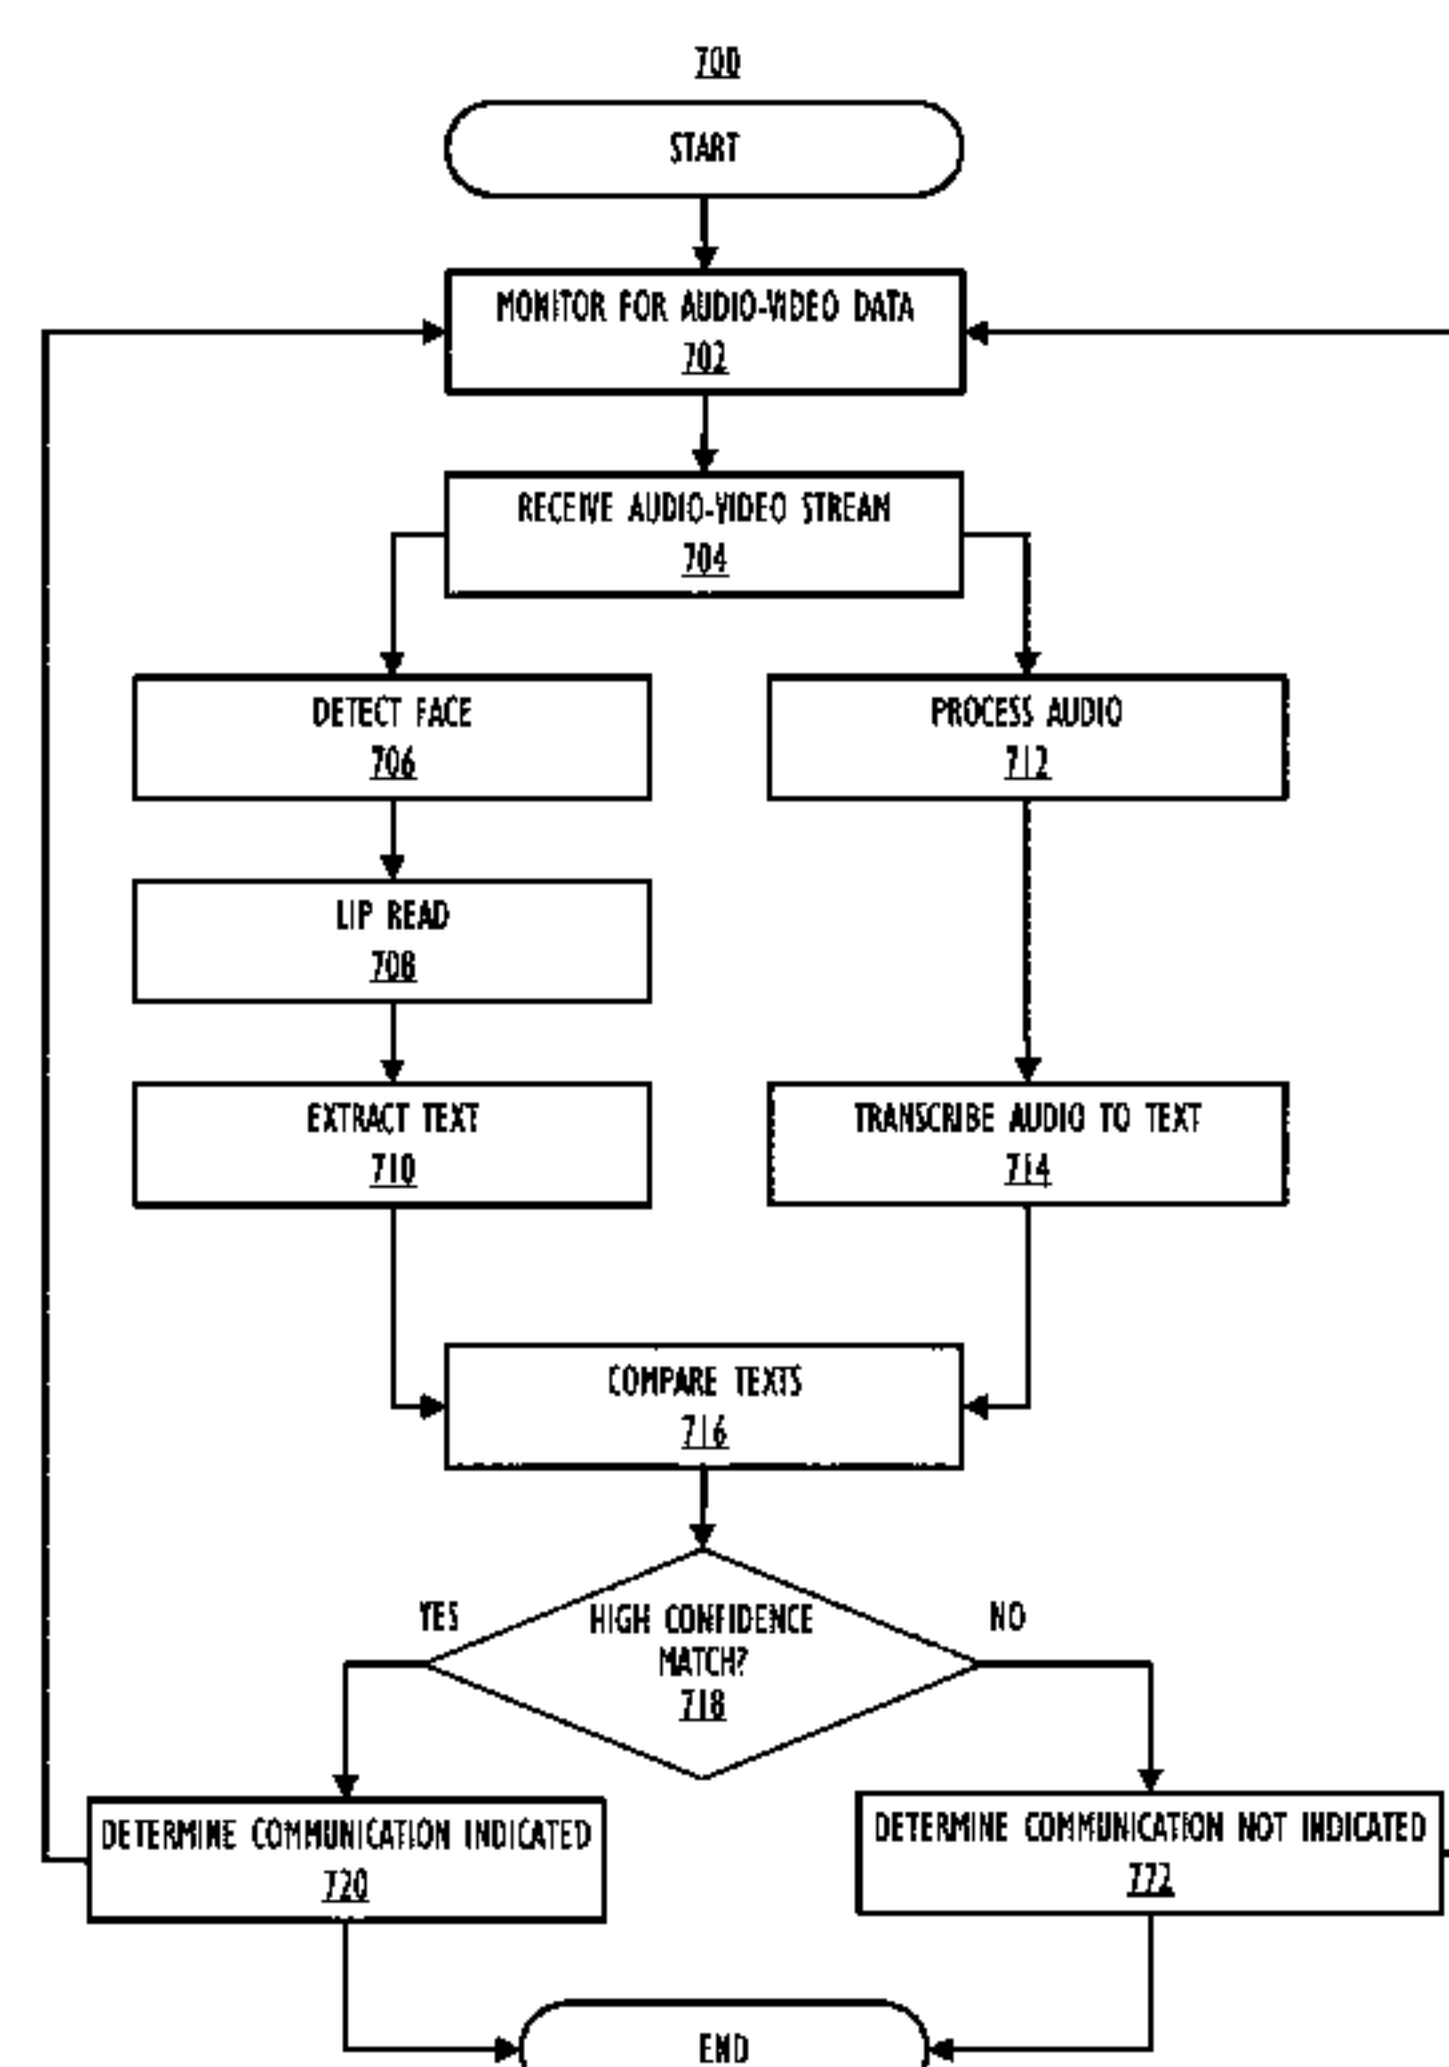 700
START
MONITOR FOR AUDIO-VIDEO DATA
702
RECEIVE AUDIO-VIDEO STREAM
704
DETECT FACE
706
PROCESS AUDIO
712
LIP READ
708
EXTRACT TEXT
710
TRANSCRIBE AUDIO TO TEXT
714
COMPARE TEXTS
716
YES
HIGH CONFIDENCE
MATCH?
718
NO
DETERMINE COMMUNICATION INDICATED
720
DETERMINE COMMUNICATION NOT INDICATED
772
END